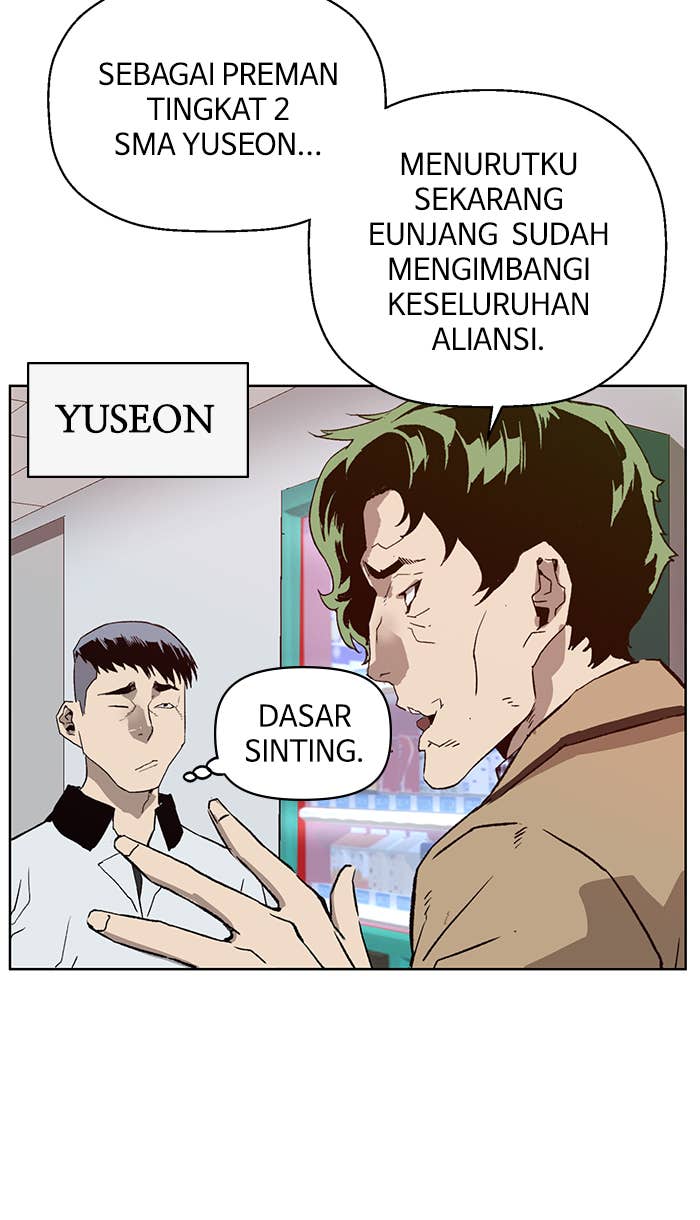 SEBAGAI PREMAN
TINGKAT 2
SMA YUSEON...
MENURUTKU
SEKARANG
EUNJANG SUDAH
MENGIMBANGI
KESELURUHAN
ALIANSI.
YUSEON
DASAR
SINTING.